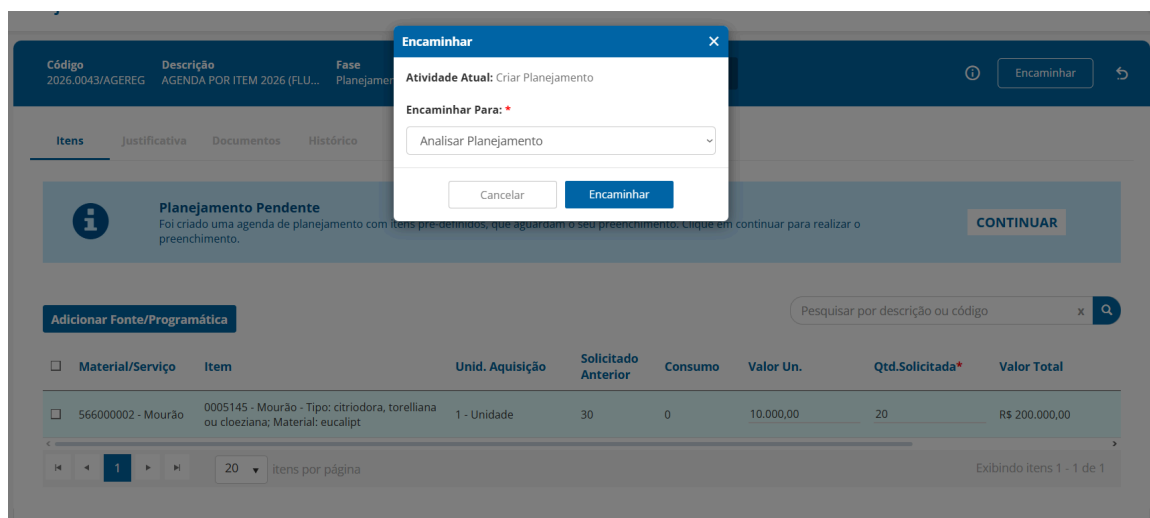 Encaminhar
Código
2026.0043/AGEREG
Descrição
AGENDA POR ITEM 2026 (FLU...
Fase
Planejamen
Encaminhar
Atividade Atual: Criar Planejamento
Encaminhar Para: *
Analisar Planejamento
Cancelar
Encaminhar
Itens
Justificativa
Documentos
Histórico
Planejamento Pendente
Foi criado uma agenda de planejamento com itens pré-definidos, que aguardam o seu preenchimento. Clique em continuar para realizar o
preenchimento.
CONTINUAR
Adicionar Fonte/Programática
Pesquisar por descrição ou código
x
Material/Serviço
Item
Unid. Aquisição
Solicitado
Anterior
Consumo
Valor Un.
Qtd.Solicitada*
Valor Total
566000002 - Mourão
0005145 - Mourão - Tipo: citriodora, torelliana
ou cloeziana; Material: eucalipt
1 - Unidade
30
0
10.000,00
20
R$ 200.000,00
1
20
itens por página
Exibindo itens 1 - 1 de 1